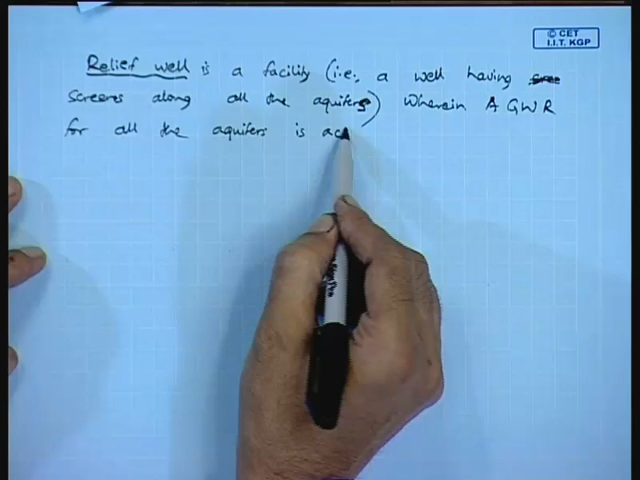 © CET
I.I.T. KGP
Relief well is a facility (i.e., a well having
screens along all the aquifers) wherein AGWR
for all the aquifers is ac